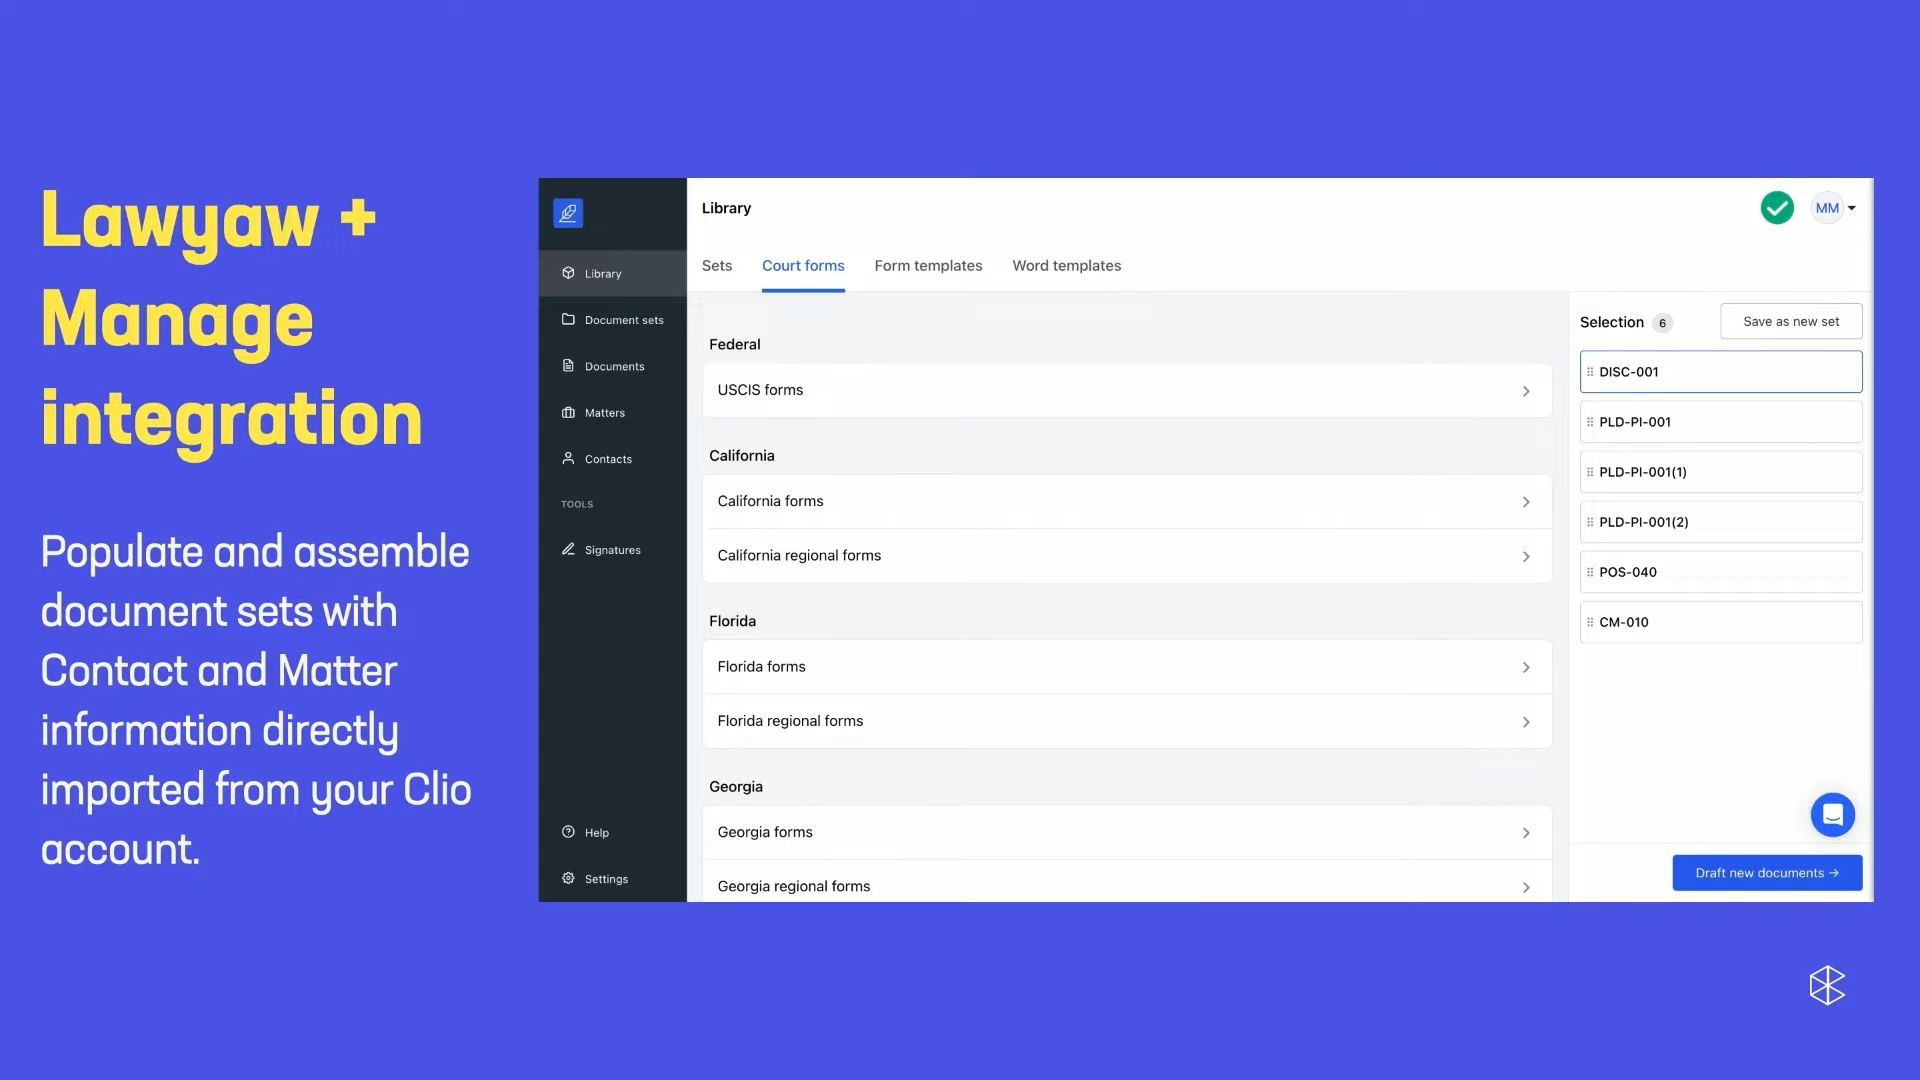 Lawyaw +
Manage
integration
Populate and assemble
document sets with
Contact and Matter
information directly
imported from your Clio
account.
Library
Document sets
Documents
Matters
Contacts
TOOLS
Signatures
Help
Settings
Library
MM
Sets Court forms Form templates Word templates
Federal
USCIS forms
California
California forms
California regional forms
Florida
Florida forms
Florida regional forms
Georgia
Georgia forms
Georgia regional forms
Selection 6 Save as new set
DISC-001
PLD-PI-001
PLD-PI-001(1)
PLD-PI-001(2)
POS-040
CM-010
Draft new documents →